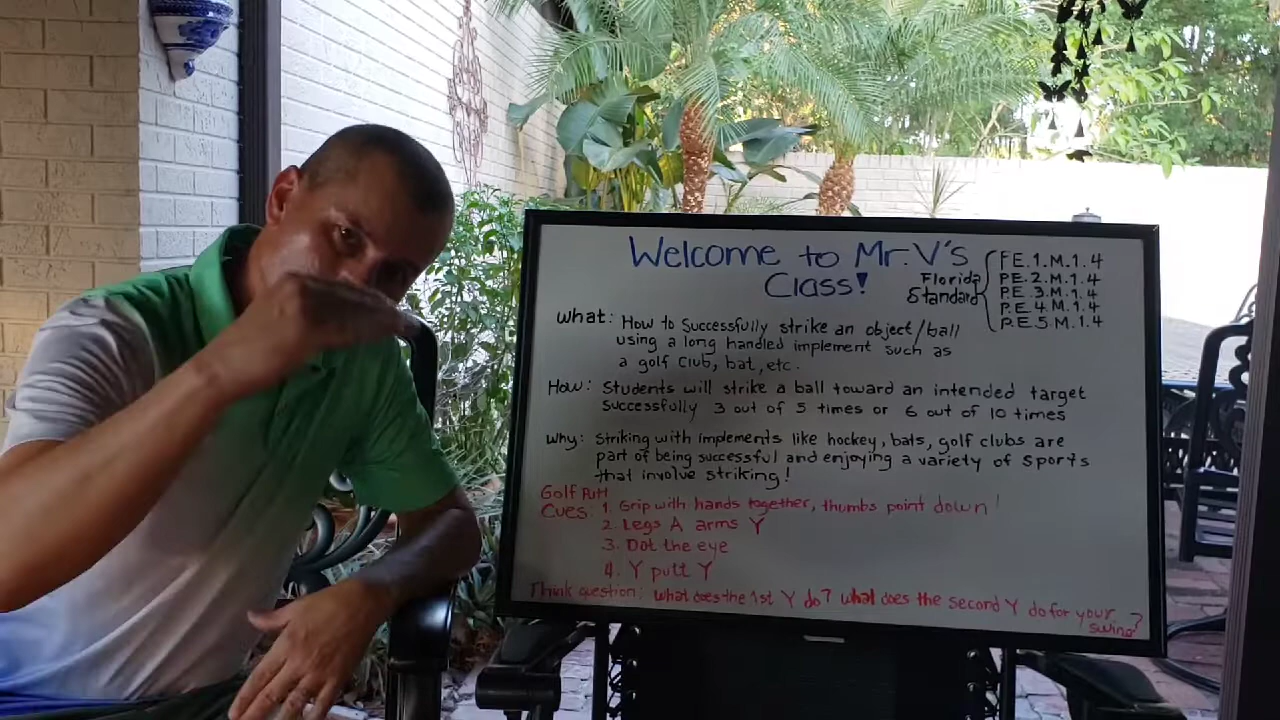 Welcome to Mr. V's
Class!
Florida
Standard
P.E.1.M.1.4
P.E.2.M.1.4
P.E.3.M.1.4
P.E.4.M.1.4
P.E.5.M.1.4
What: How to Successfully strike an object/ball
using a long handled implement such as
a golf club, bat, etc.
How: Students will strike a ball toward an intended target
Successfully 3 out of 5 times or 6 out of 10 times
Why: Striking with implements like hockey, bats, golf clubs are
part of being successful and enjoying a variety of sports
that involve striking!
Golf Putt
Cues: 1. Grip with hands together, thumbs point down!
2. Legs A arms Y
3. Dot the eye
4. Y putt Y
Think question: What does the 1st Y do? What does the second Y do for your
swing?